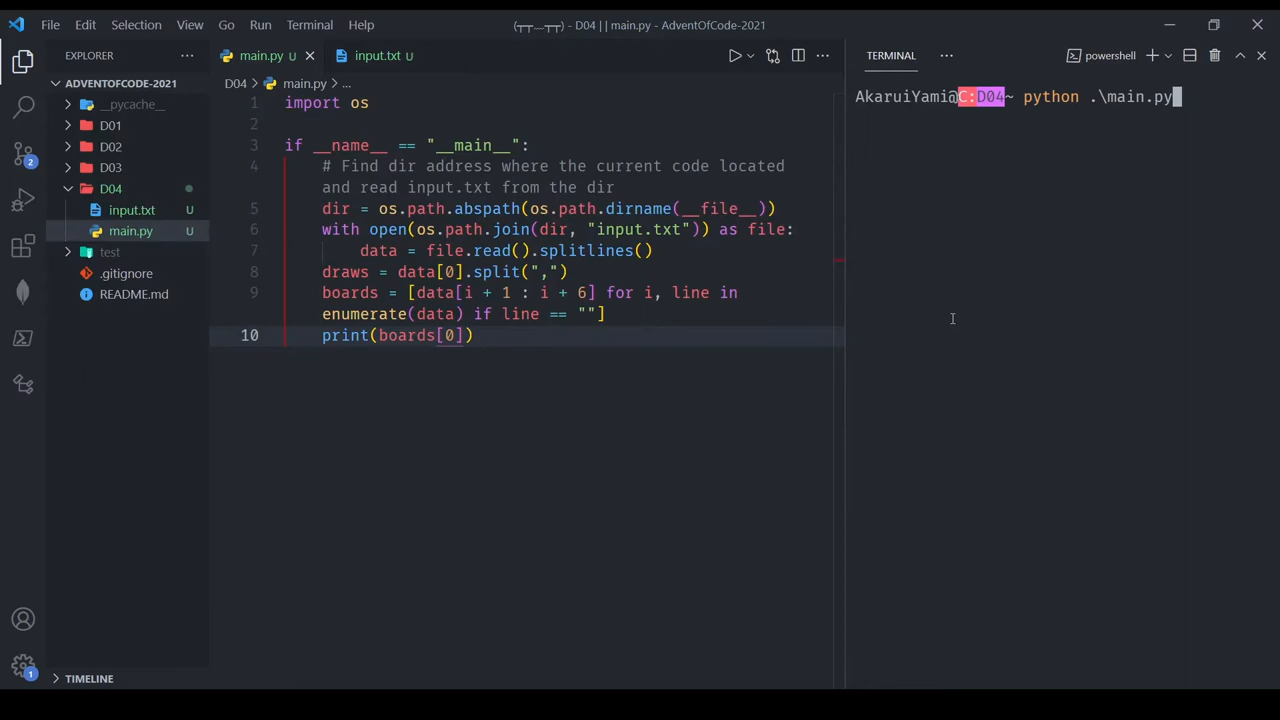 File Edit Selection View Go Run Terminal Help (┬┬﹏┬┬) - D04 | | main.py - AdventOfCode-2021
EXPLORER
ADVENTOFCODE-2021
__pycache__
D01
D02
D03
D04
input.txt U
main.py U
test
.gitignore
README.md
TIMELINE
2
1
main.py U input.txt U
D04 > main.py > ...
1 import os
2
3 if __name__ == "__main__":
4 # Find dir address where the current code located
and read input.txt from the dir
5 dir = os.path.abspath(os.path.dirname(__file__))
6 with open(os.path.join(dir, "input.txt")) as file:
7 data = file.read().splitlines()
8 draws = data[0].split(",")
9 boards = [data[i + 1 : i + 6] for i, line in
enumerate(data) if line == ""]
10 print(boards[0])
TERMINAL powershell
AkaruiYami@C:D04~ python .\main.py